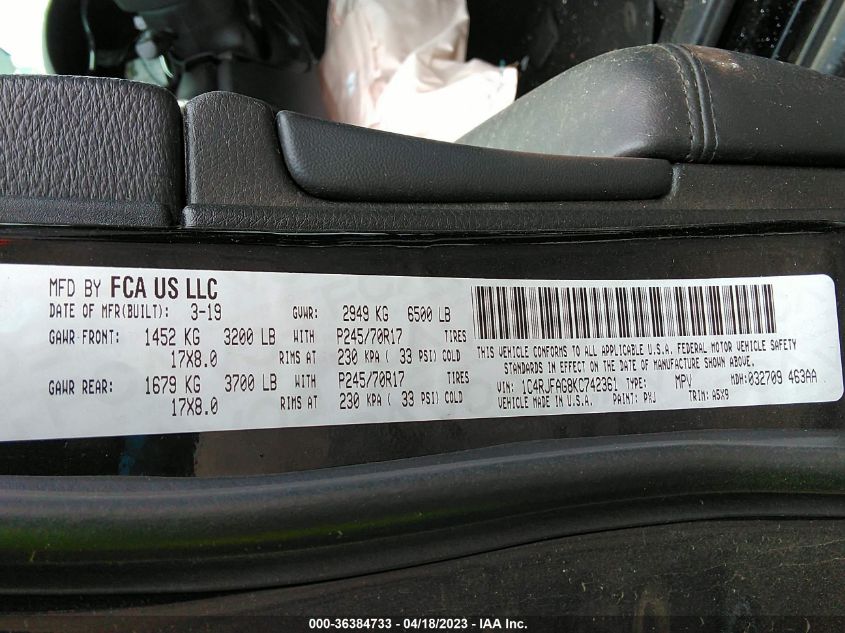 MFD BY FCA US LLC
DATE OF MFR(BUILT): 3-19 GVWR: 2949 KG 6500 LB
GAWR FRONT: 1452 KG 3200 LB WITH P245/70R17 TIRES
17X8.0 RIMS AT 230 KPA ( 33 PSI) COLD
GAWR REAR: 1679 KG 3700 LB WITH P245/70R17 TIRES
17X8.0 RIMS AT 230 KPA ( 33 PSI) COLD
THIS VEHICLE CONFORMS TO ALL APPLICABLE U.S.A. FEDERAL MOTOR VEHICLE SAFETY
STANDARDS IN EFFECT ON THE DATE OF MANUFACTURE SHOWN ABOVE.
VIN: 1C4RJFAG8KC742361 TYPE: MPV MDH:032709 463AA
VEHICLE MADE IN U.S.A. PAINT: PXJ TRIM: A5X9
000-36384733 - 04/18/2023 - IAA Inc.